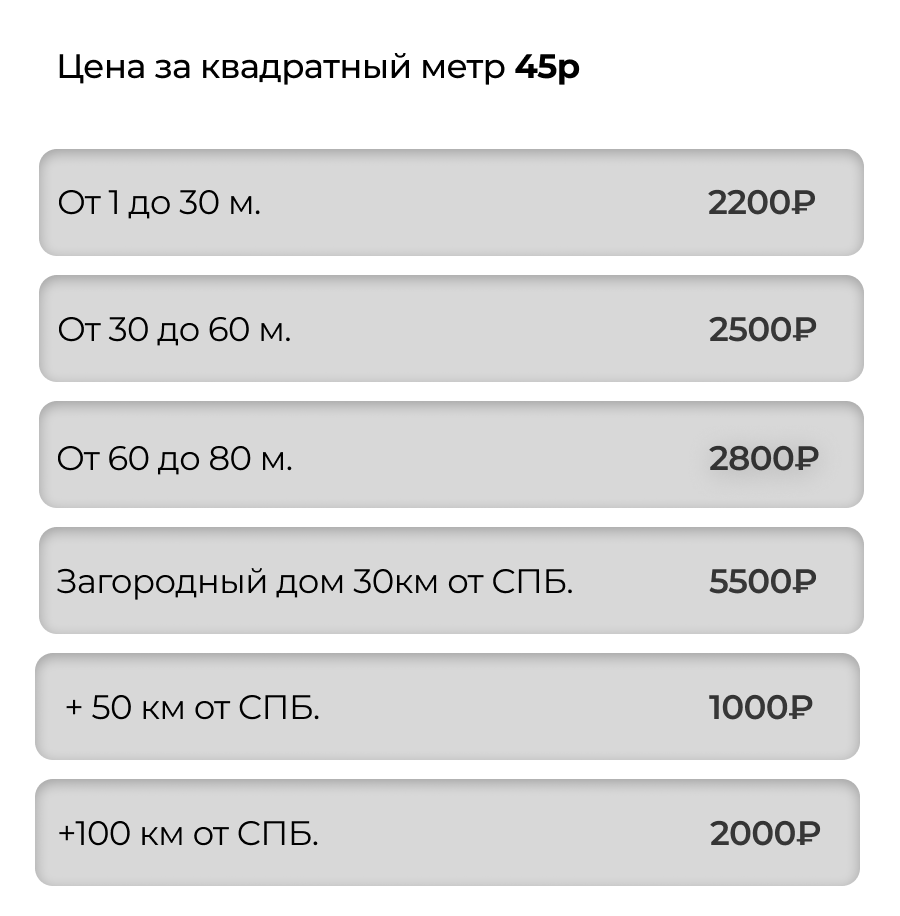 Цена за квадратный метр 45р
От 1 до 30 м. 2200₽
От 30 до 60 м. 2500₽
От 60 до 80 м. 2800₽
Загородный дом 30км от СПБ. 5500₽
+ 50 км от СПБ. 1000₽
+100 км от СПБ. 2000₽